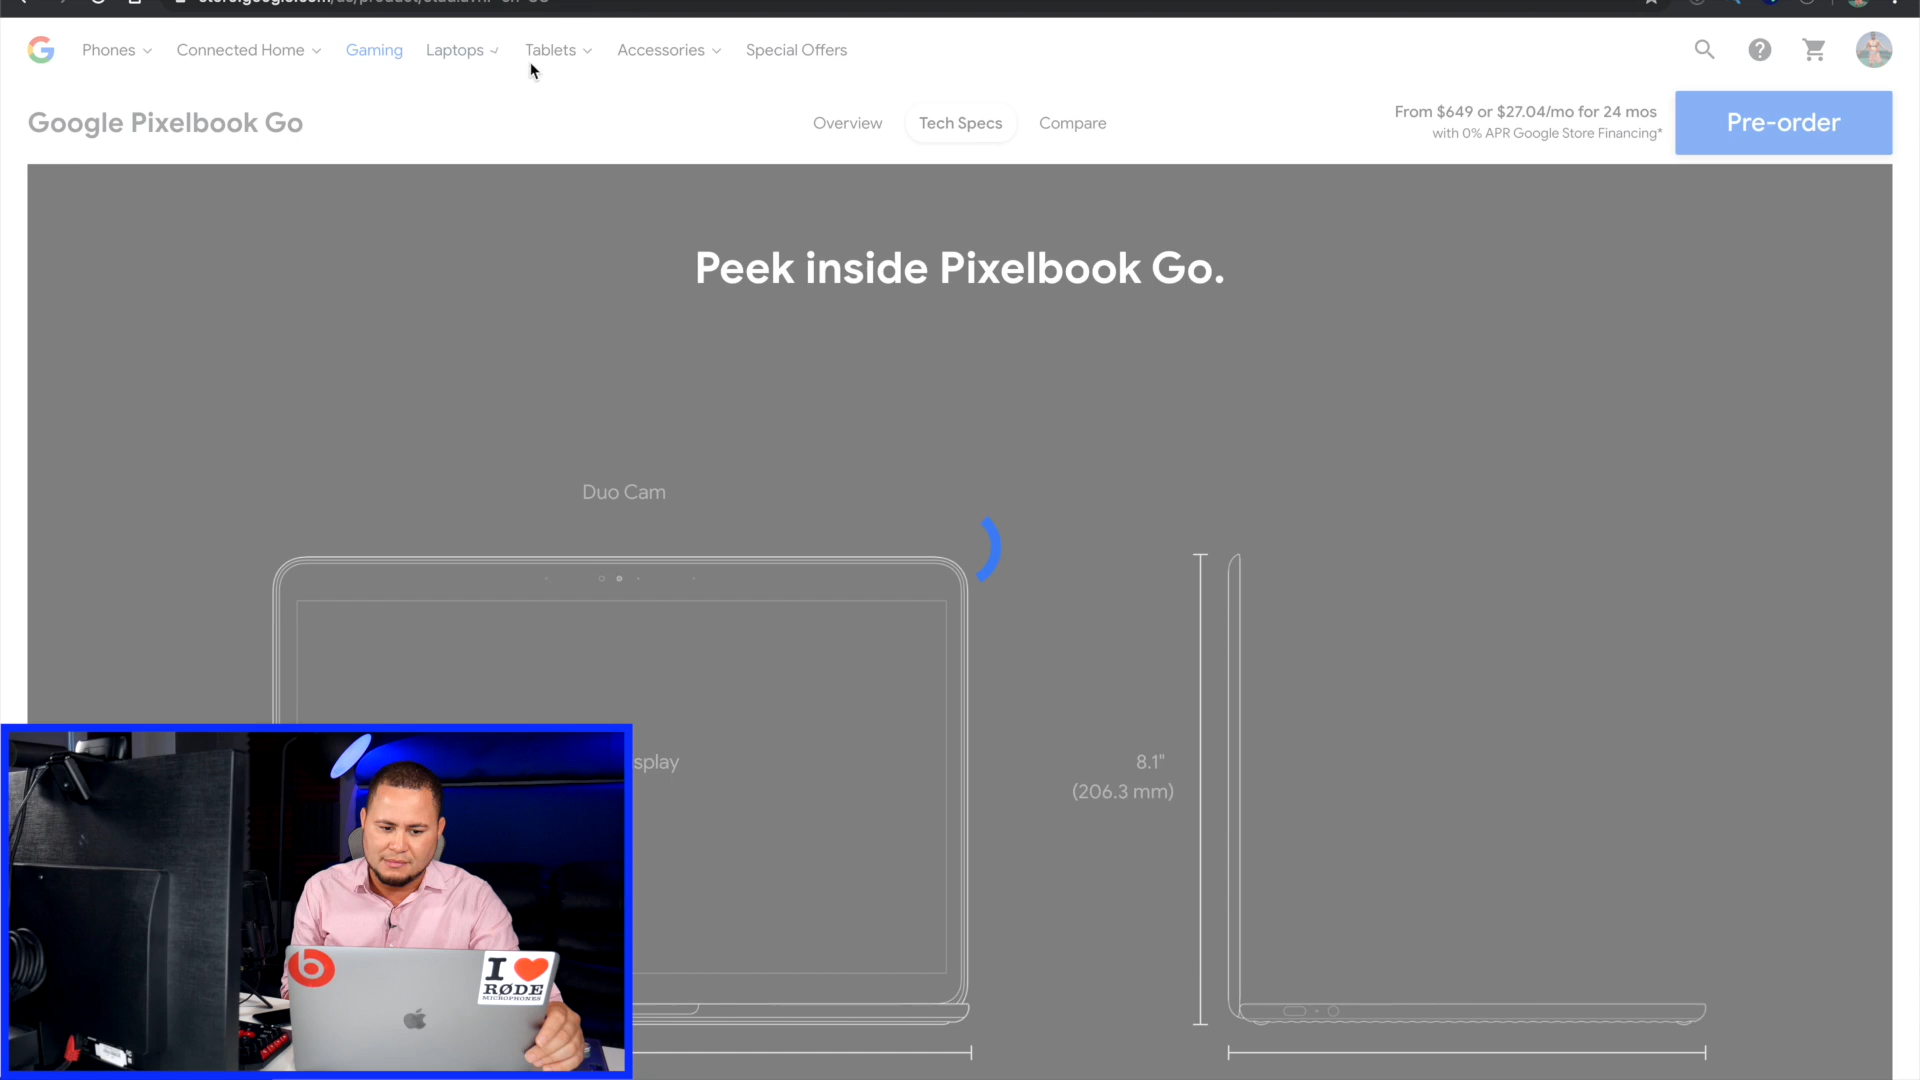 Phones
Connected Home
Gaming
Laptops
Tablets
Accessories
Special Offers
Google Pixelbook Go
Overview
Tech Specs
Compare
From $649 or $27.04/mo for 24 mos
with 0% APR Google Store Financing*
Pre-order
Peek inside Pixelbook Go.
Duo Cam
splay
8.1"
(206.3 mm)
b
I
RØDE
MICROPHONES